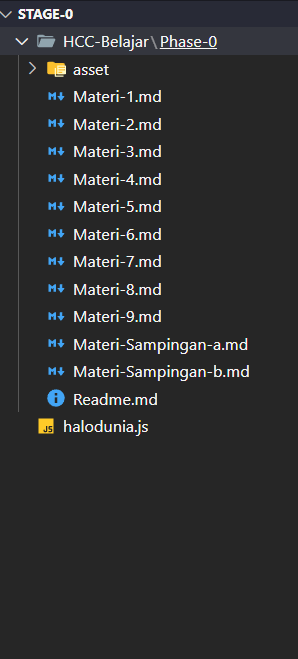 STAGE-0
HCC-Belajar\Phase-0
asset
Materi-1.md
Materi-2.md
Materi-3.md
Materi-4.md
Materi-5.md
Materi-6.md
Materi-7.md
Materi-8.md
Materi-9.md
Materi-Sampingan-a.md
Materi-Sampingan-b.md
Readme.md
JS halodunia.js